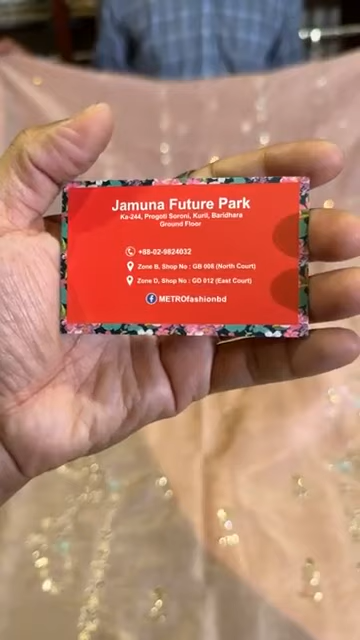 Jamuna Future Park
Ka-244, Pregoti Soroni, Kuril, Baridhara
Ground Floor
+88-02-9824032
Zone B, Shop No : GB 008 (North Court)
Zone D, Shop No : GD 012 (East Court)
METROfashionbd